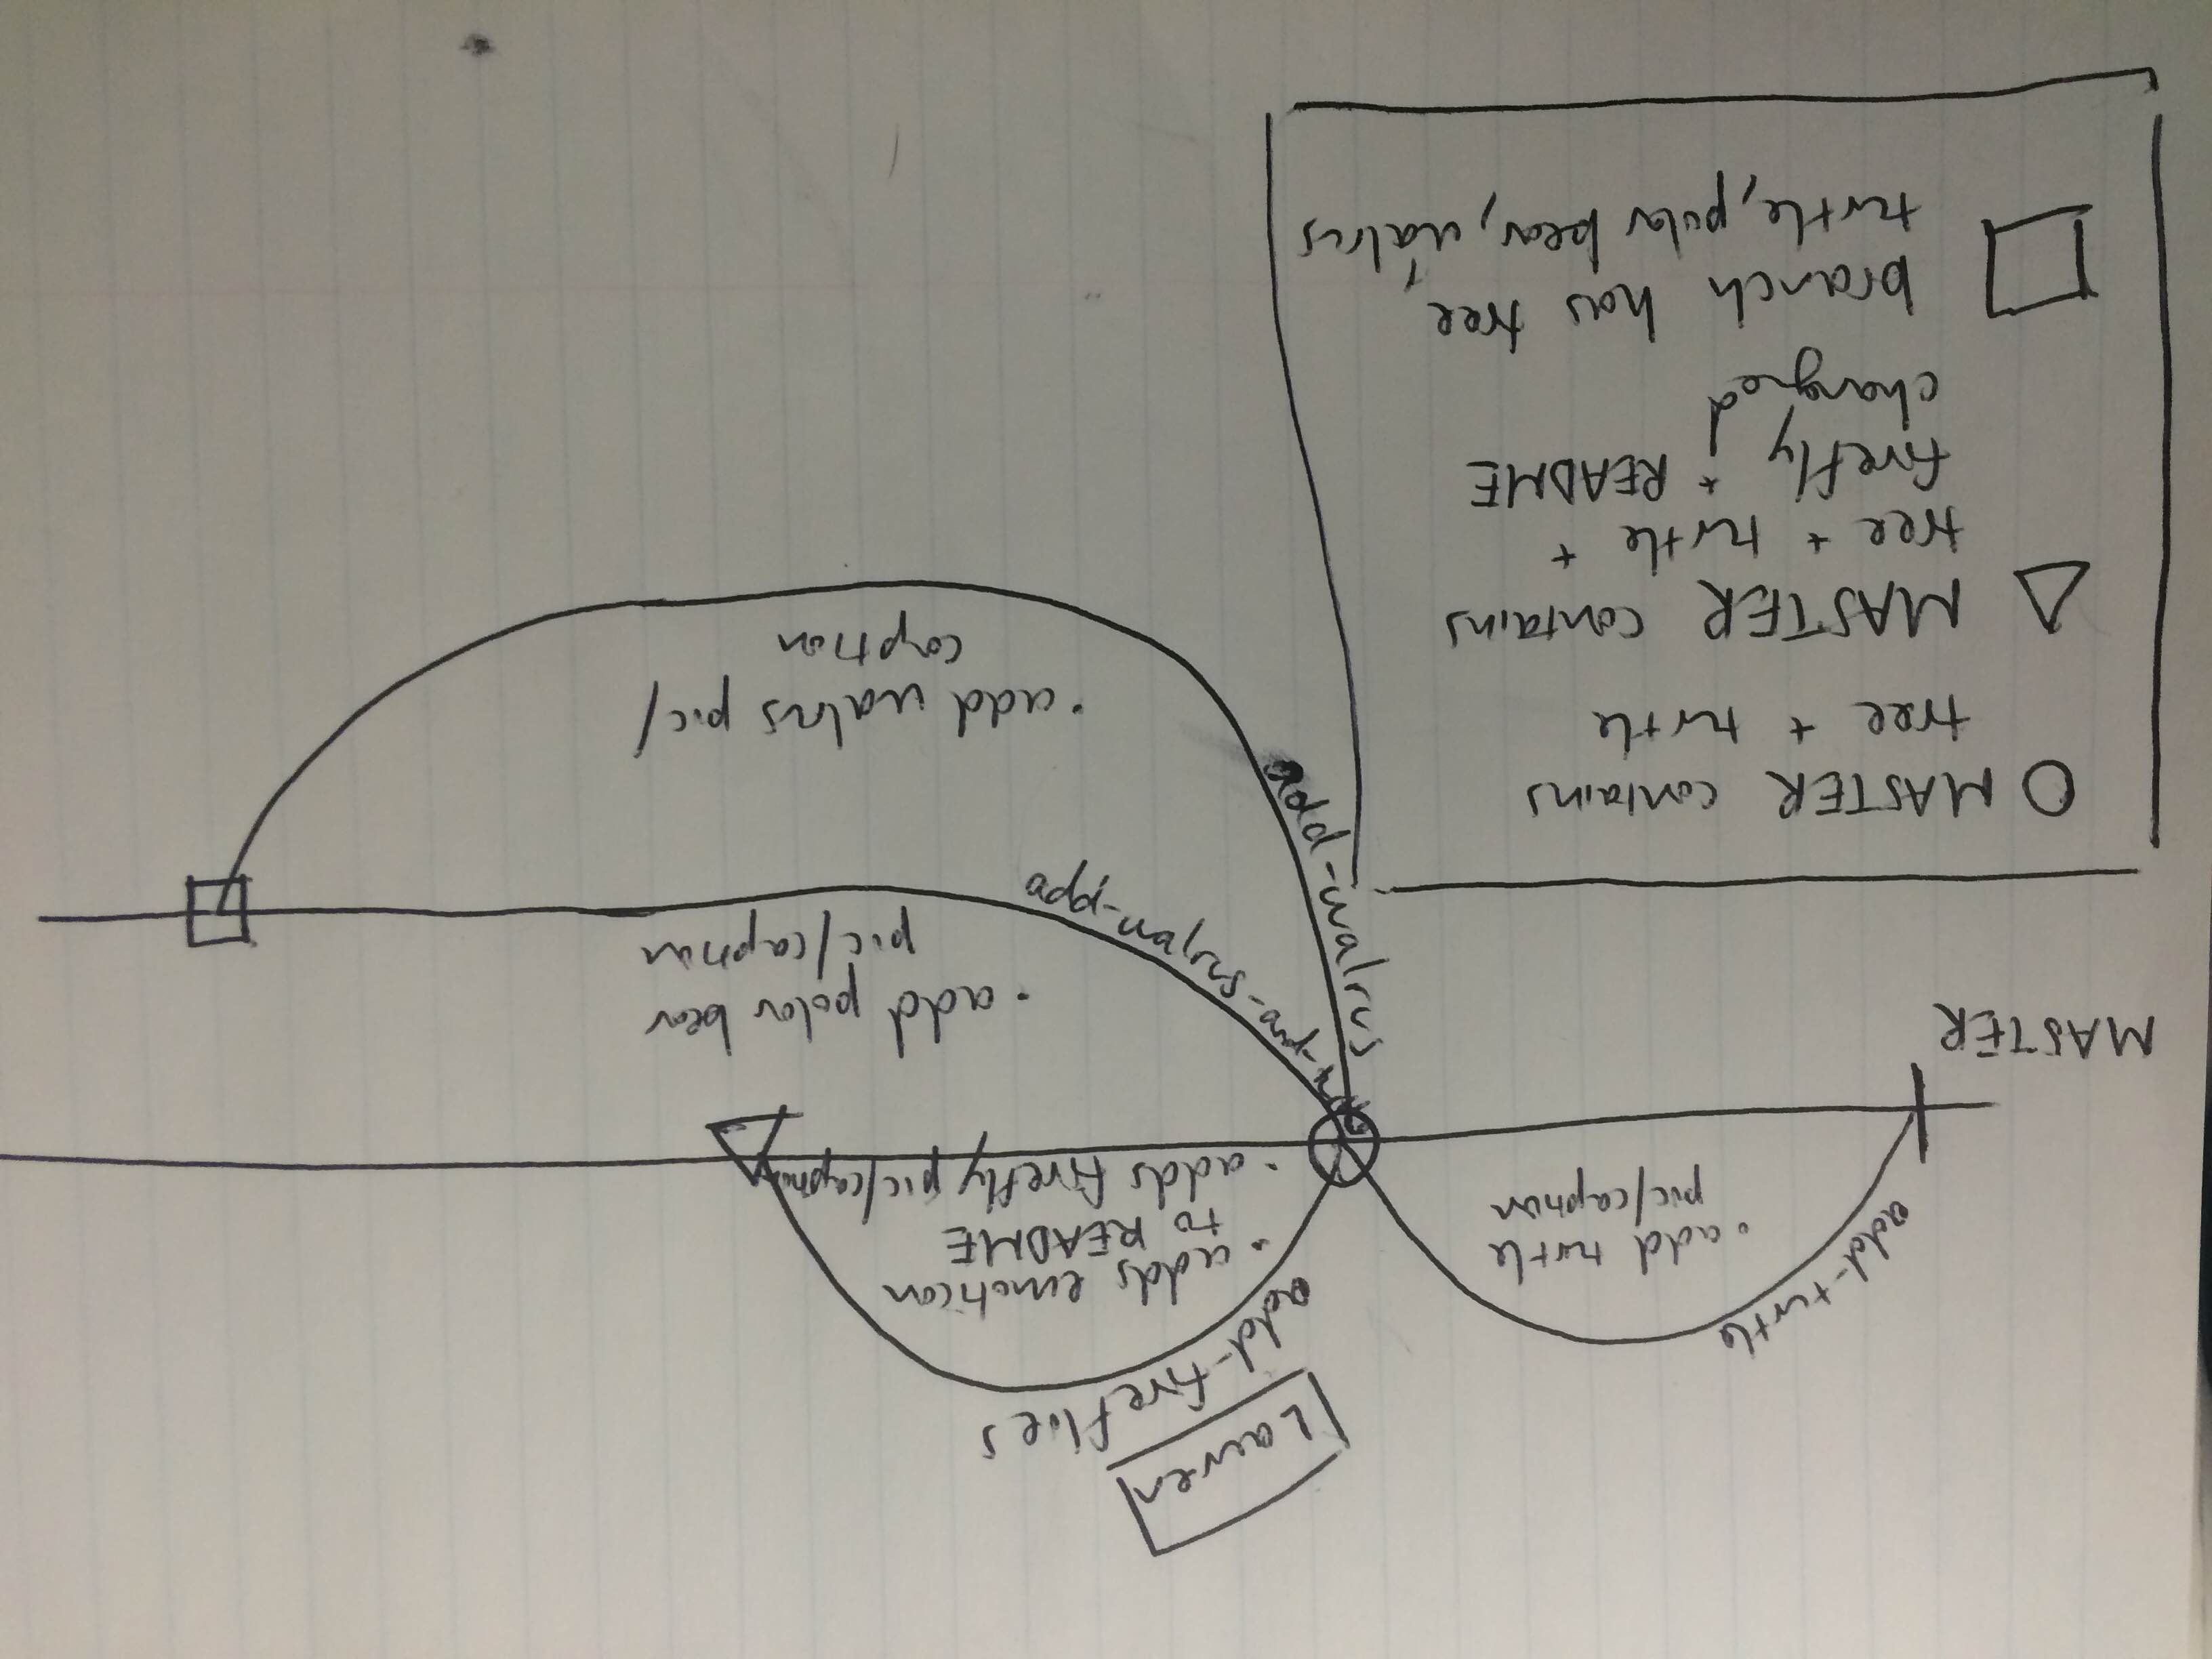 Lauren
add-fireflies
add-turtle
• adds emoticon
to README
• adds firefly pic/caption
• add turtle
pic/caption
MASTER
• add polar bear
pic/caption
add-walrus
• add walrus pic/
caption
add-walrus
MASTER contains
tree + turtle
MASTER contains
tree + turtle +
firefly + README
changed
branch has tree
turtle, polar bear, walrus